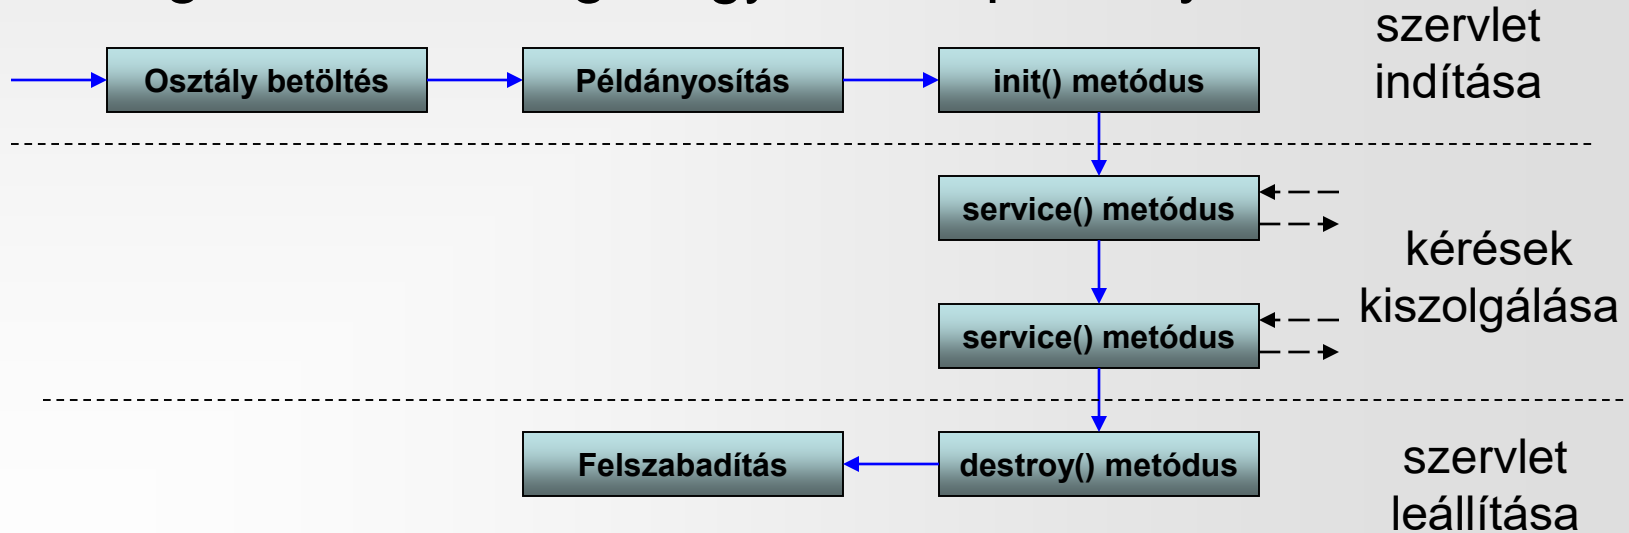 szervlet
indítása
Osztály betöltés
Példányosítás
init() metódus
service() metódus
kérések
kiszolgálása
service() metódus
Felszabadítás
destroy() metódus
szervlet
leállítása